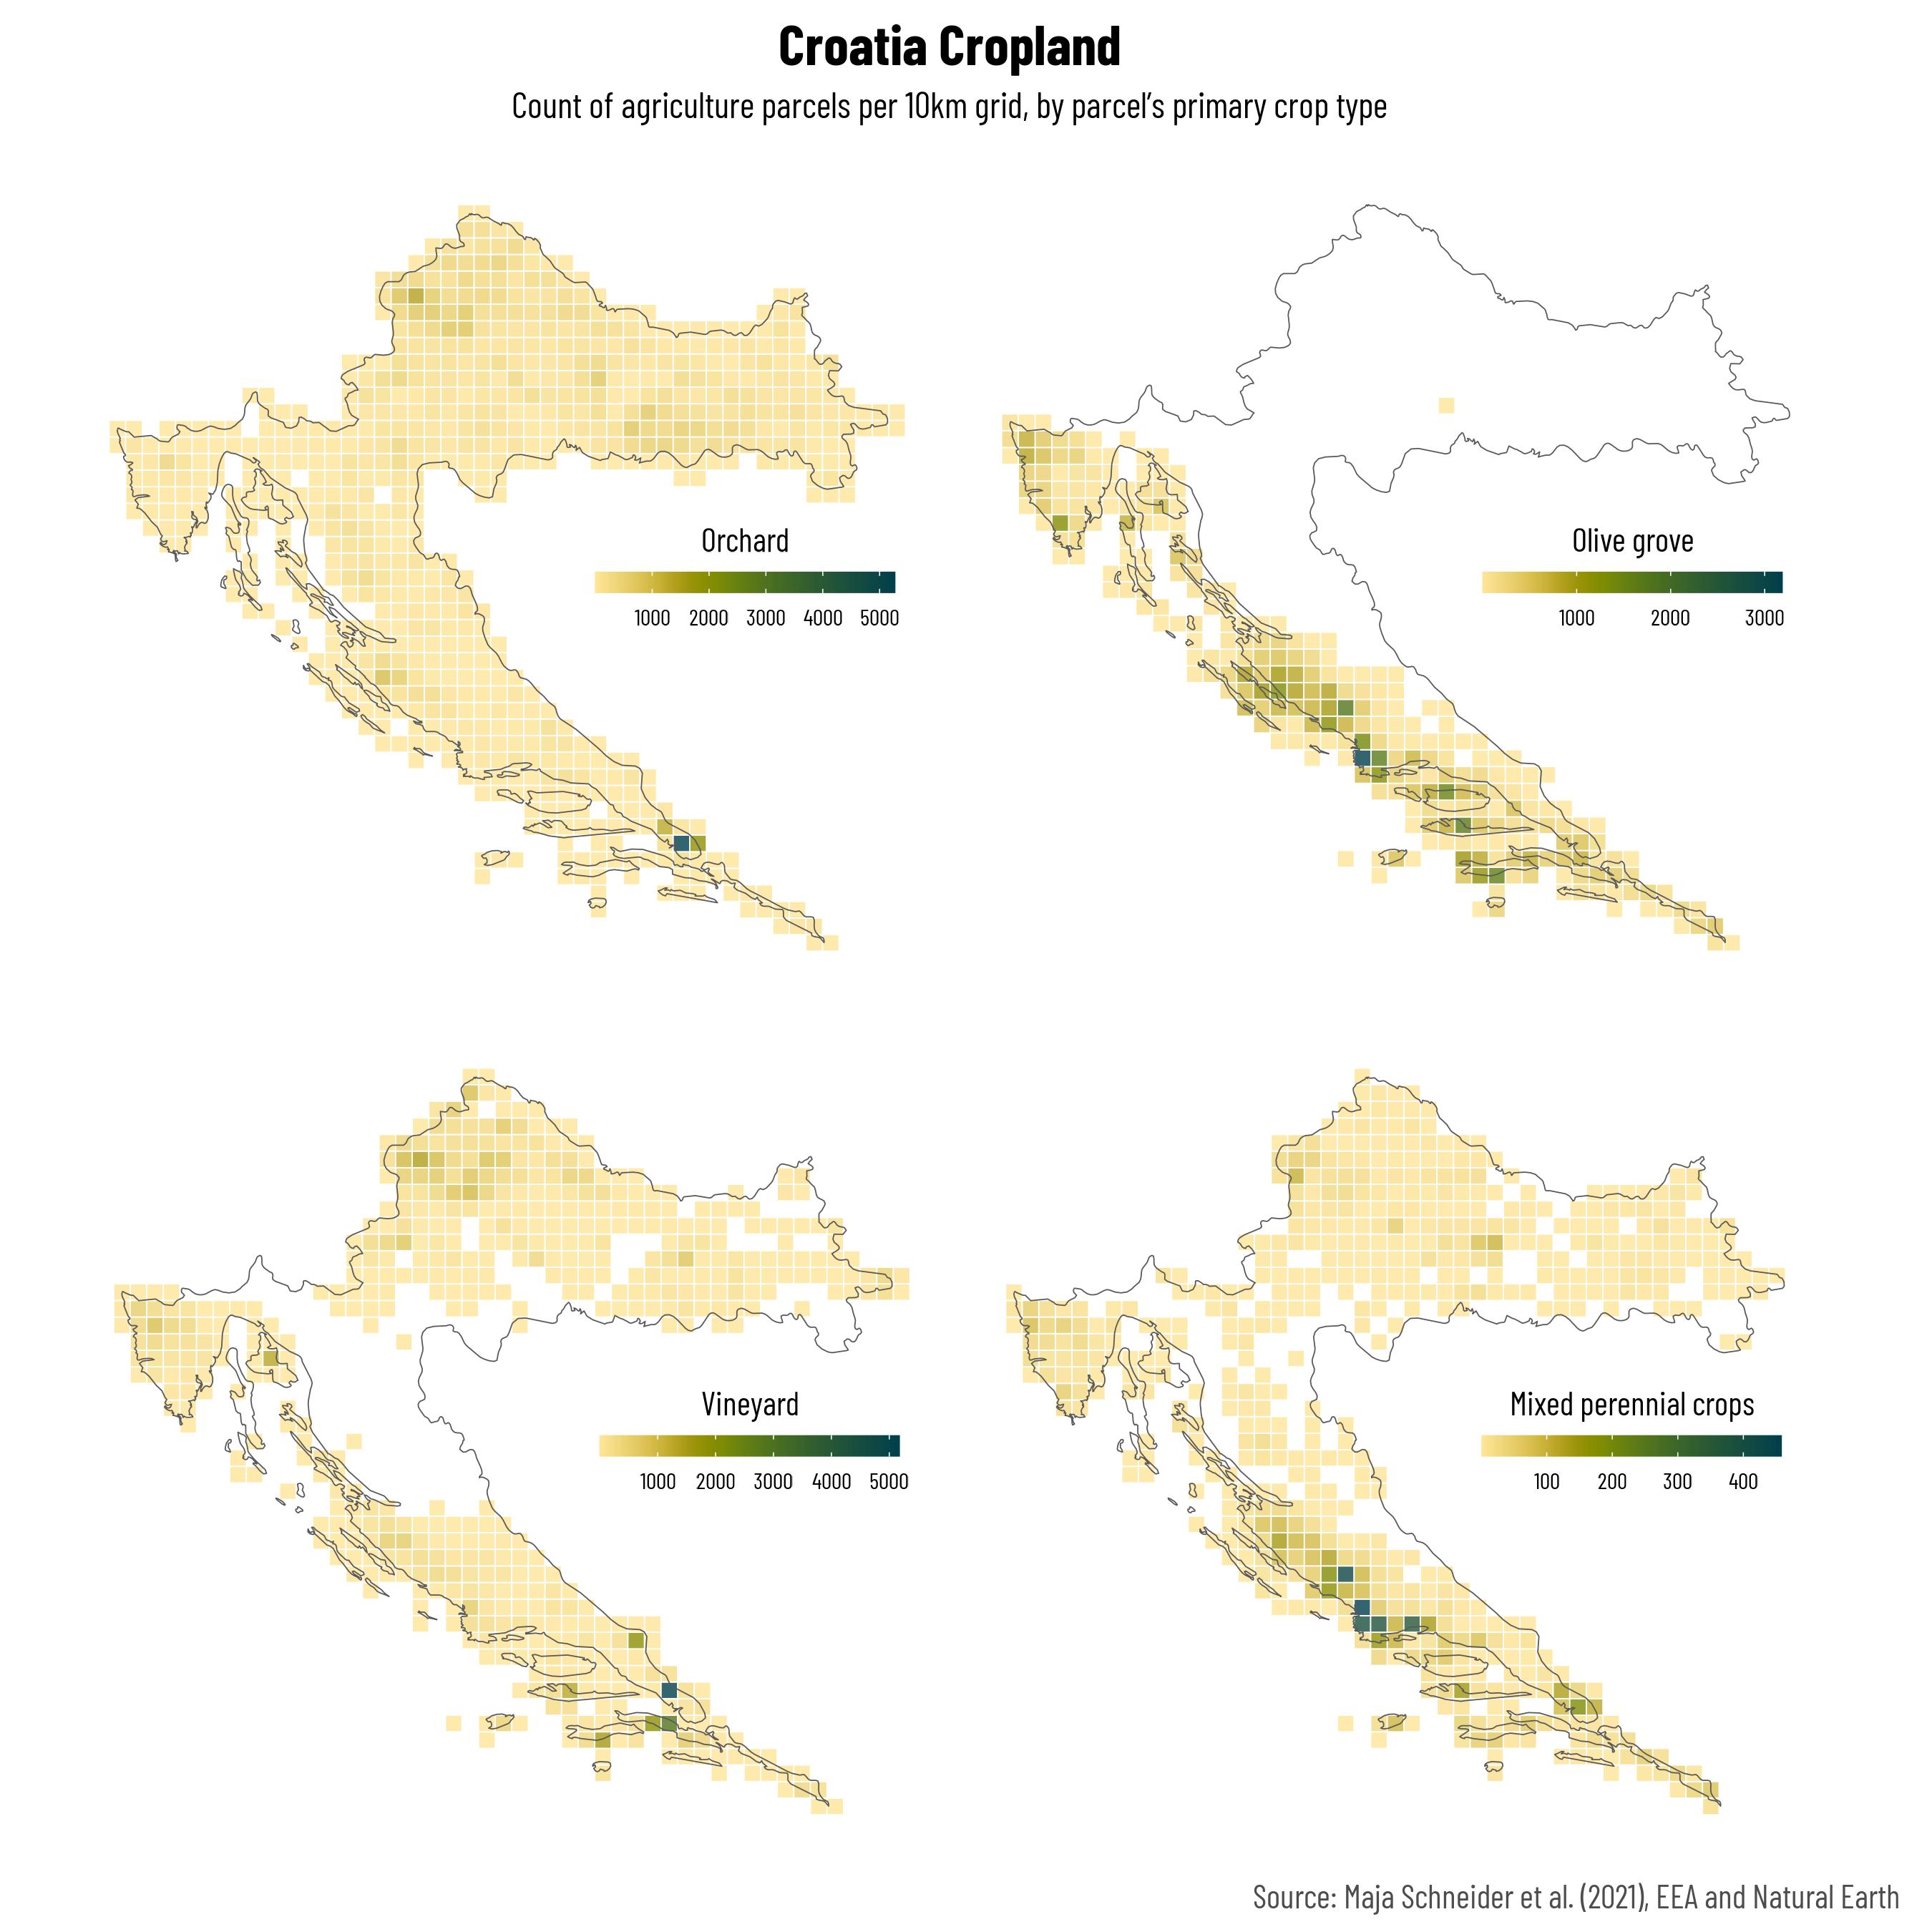 Croatia Cropland
Count of agriculture parcels per 10km grid, by parcel’s primary crop type
Orchard
1000 2000 3000 4000 5000
Olive grove
1000 2000 3000
Vineyard
1000 2000 3000 4000 5000
Mixed perennial crops
100 200 300 400
Source: Maja Schneider et al. (2021), EEA and Natural Earth